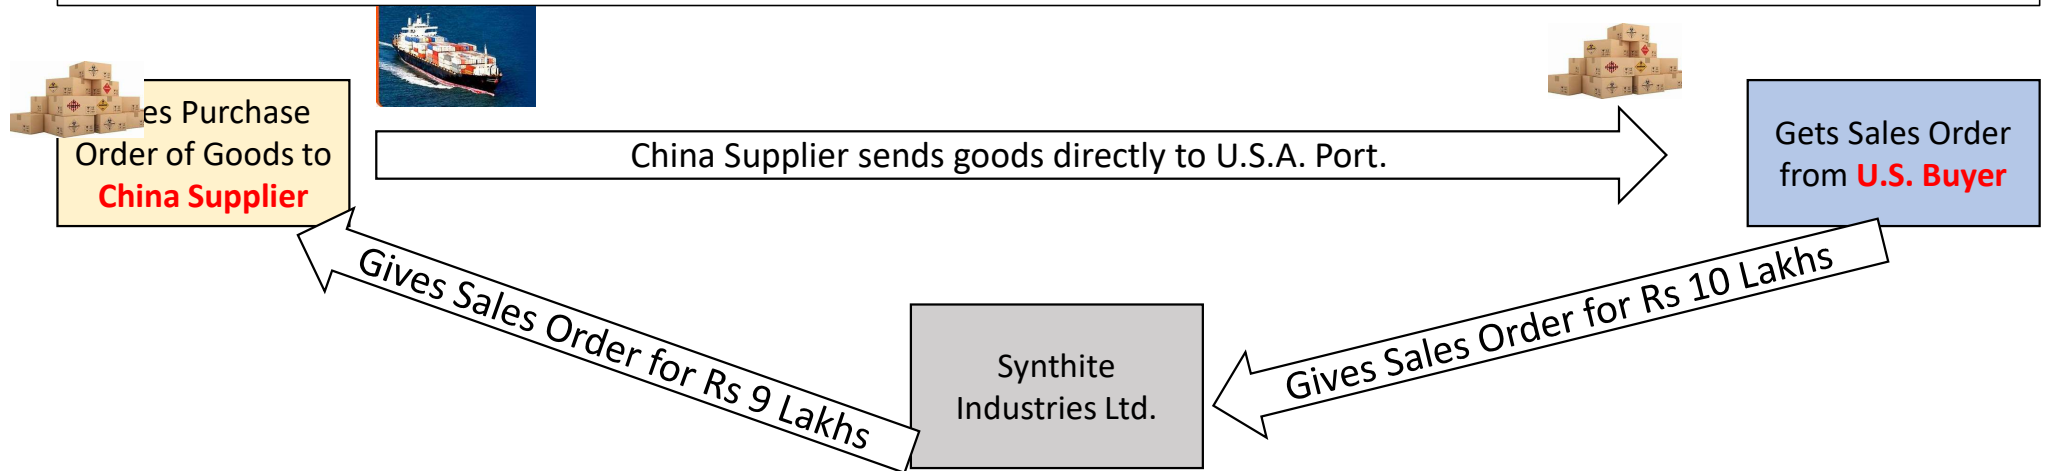 es Purchase
Order of Goods to
China Supplier
China Supplier sends goods directly to U.S.A. Port.
Gets Sales Order
from U.S. Buyer
Gives Sales Order for Rs 9 Lakhs
Synthite
Industries Ltd.
Gives Sales Order for Rs 10 Lakhs